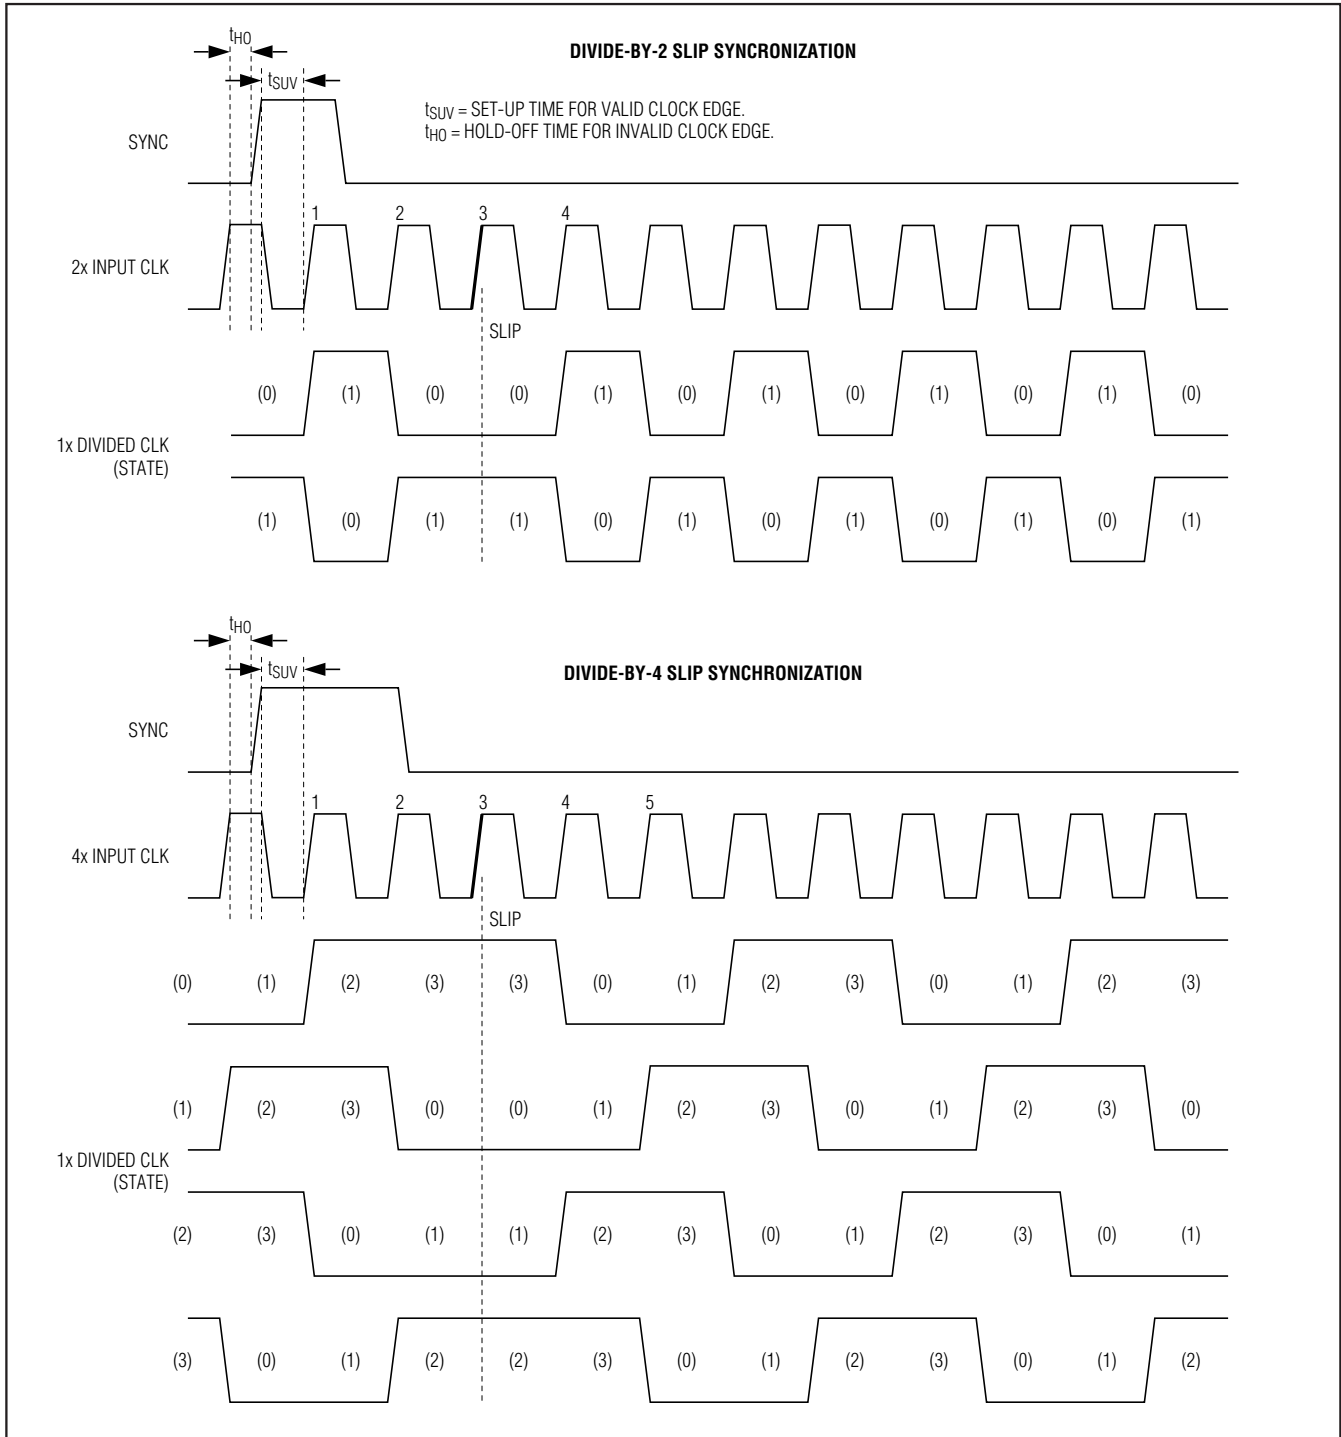 tHO
DIVIDE-BY-2 SLIP SYNCRONIZATION
tSUV
tSUV = SET-UP TIME FOR VALID CLOCK EDGE.
tHO = HOLD-OFF TIME FOR INVALID CLOCK EDGE.
SYNC
1 2 3 4
2x INPUT CLK
SLIP
(0) (1) (0) (0) (1) (0) (1) (0) (1) (0) (1) (0)
1x DIVIDED CLK
(STATE)
(1) (0) (1) (1) (0) (1) (0) (1) (0) (1) (0) (1)
tHO
tSUV
DIVIDE-BY-4 SLIP SYNCHRONIZATION
SYNC
1 2 3 4 5
4x INPUT CLK
SLIP
(0) (1) (2) (3) (3) (0) (1) (2) (3) (0) (1) (2) (3)
(1) (2) (3) (0) (0) (1) (2) (3) (0) (1) (2) (3) (0)
1x DIVIDED CLK
(STATE)
(2) (3) (0) (1) (1) (2) (3) (0) (1) (2) (3) (0) (1)
(3) (0) (1) (2) (2) (3) (0) (1) (2) (3) (0) (1) (2)